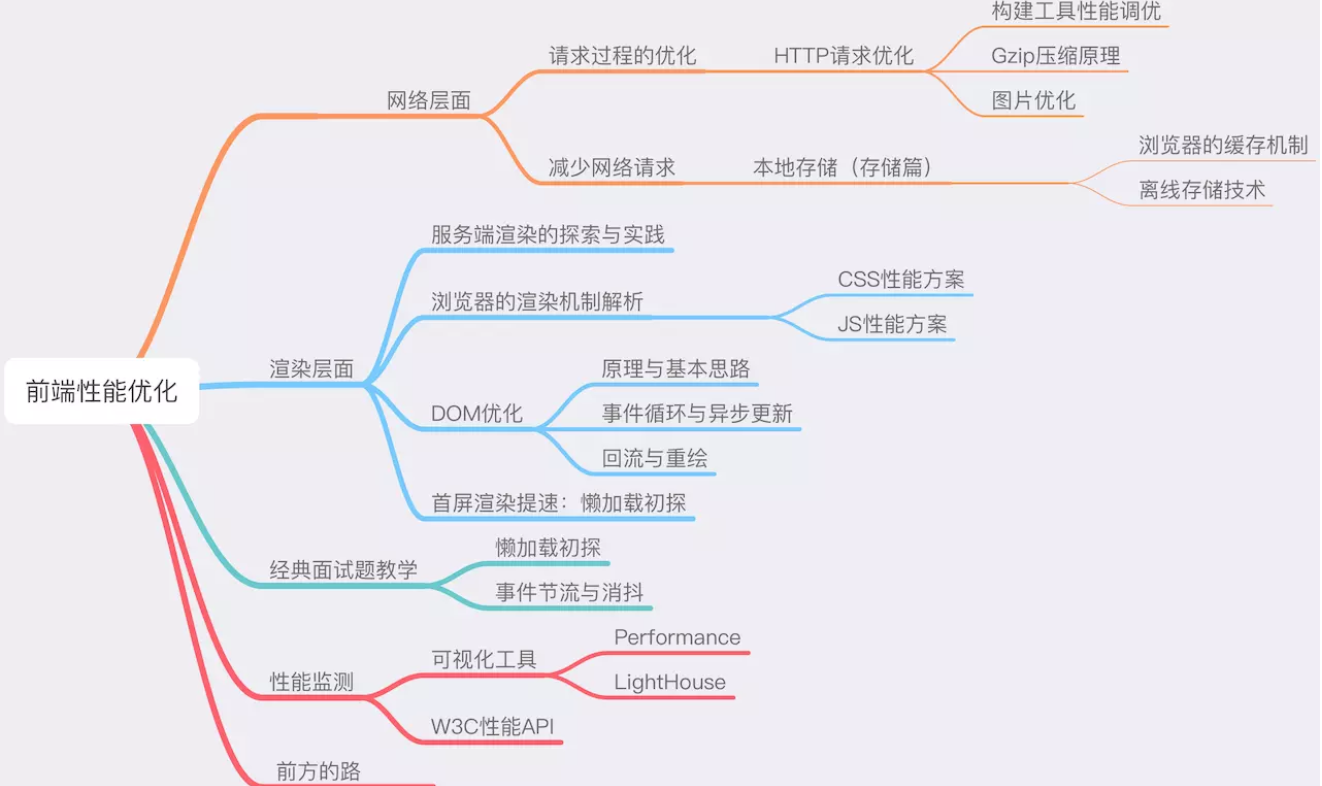 构建工具性能调优
请求过程的优化 HTTP请求优化 Gzip压缩原理
网络层面 图片优化
减少网络请求 本地存储（存储篇） 浏览器的缓存机制
离线存储技术
服务端渲染的探索与实践
浏览器的渲染机制解析 CSS性能方案
JS性能方案
渲染层面 原理与基本思路
前端性能优化 DOM优化 事件循环与异步更新
回流与重绘
首屏渲染提速：懒加载初探
懒加载初探
经典面试题教学 事件节流与消抖
可视化工具 Performance
性能监测 LightHouse
W3C性能API
前方的路